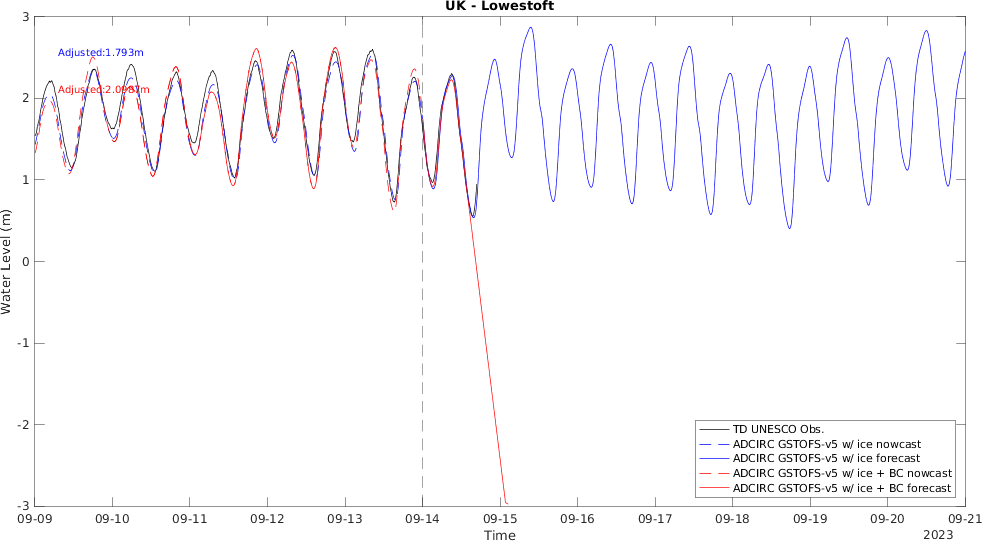 UK - Lowestoft
3
Adjusted:1.793m
Adjusted:2.0987m
2
1
0
-1
-2
-3
Water Level (m)
TD UNESCO Obs.
ADCIRC GSTOFS-v5 w/ ice nowcast
ADCIRC GSTOFS-v5 w/ ice forecast
ADCIRC GSTOFS-v5 w/ ice + BC nowcast
ADCIRC GSTOFS-v5 w/ ice + BC forecast
09-09 09-10 09-11 09-12 09-13 09-14 09-15 09-16 09-17 09-18 09-19 09-20 09-21
Time 2023